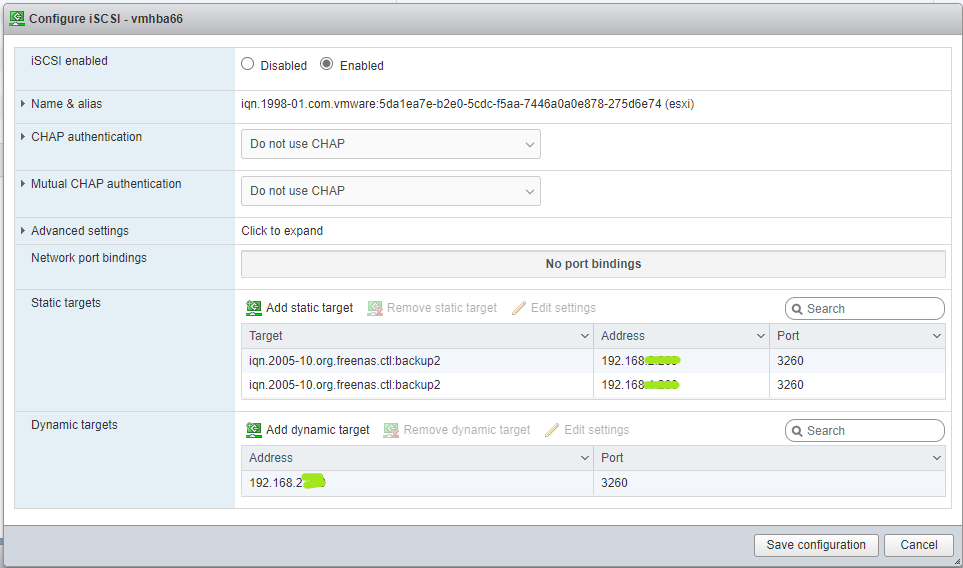 Configure iSCSI - vmhba66
iSCSI enabled
Disabled Enabled
Name & alias
iqn.1998-01.com.vmware:5da1ea7e-b2e0-5cdc-f5aa-7446a0a0e878-275d6e74 (esxi)
CHAP authentication
Do not use CHAP
Mutual CHAP authentication
Do not use CHAP
Advanced settings
Click to expand
Network port bindings
No port bindings
Static targets
Add static target Remove static target Edit settings Search
Target Address Port
iqn.2005-10.org.freenas.ctl:backup2 192.168. 3260
iqn.2005-10.org.freenas.ctl:backup2 192.168. 3260
Dynamic targets
Add dynamic target Remove dynamic target Edit settings Search
Address Port
192.168.2 3260
Save configuration Cancel